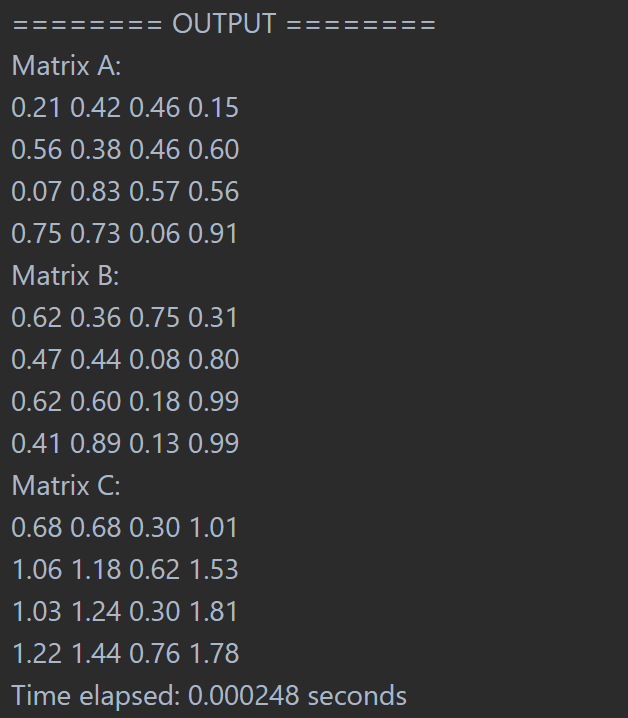 ======== OUTPUT ========
Matrix A:
0.21 0.42 0.46 0.15
0.56 0.38 0.46 0.60
0.07 0.83 0.57 0.56
0.75 0.73 0.06 0.91
Matrix B:
0.62 0.36 0.75 0.31
0.47 0.44 0.08 0.80
0.62 0.60 0.18 0.99
0.41 0.89 0.13 0.99
Matrix C:
0.68 0.68 0.30 1.01
1.06 1.18 0.62 1.53
1.03 1.24 0.30 1.81
1.22 1.44 0.76 1.78
Time elapsed: 0.000248 seconds